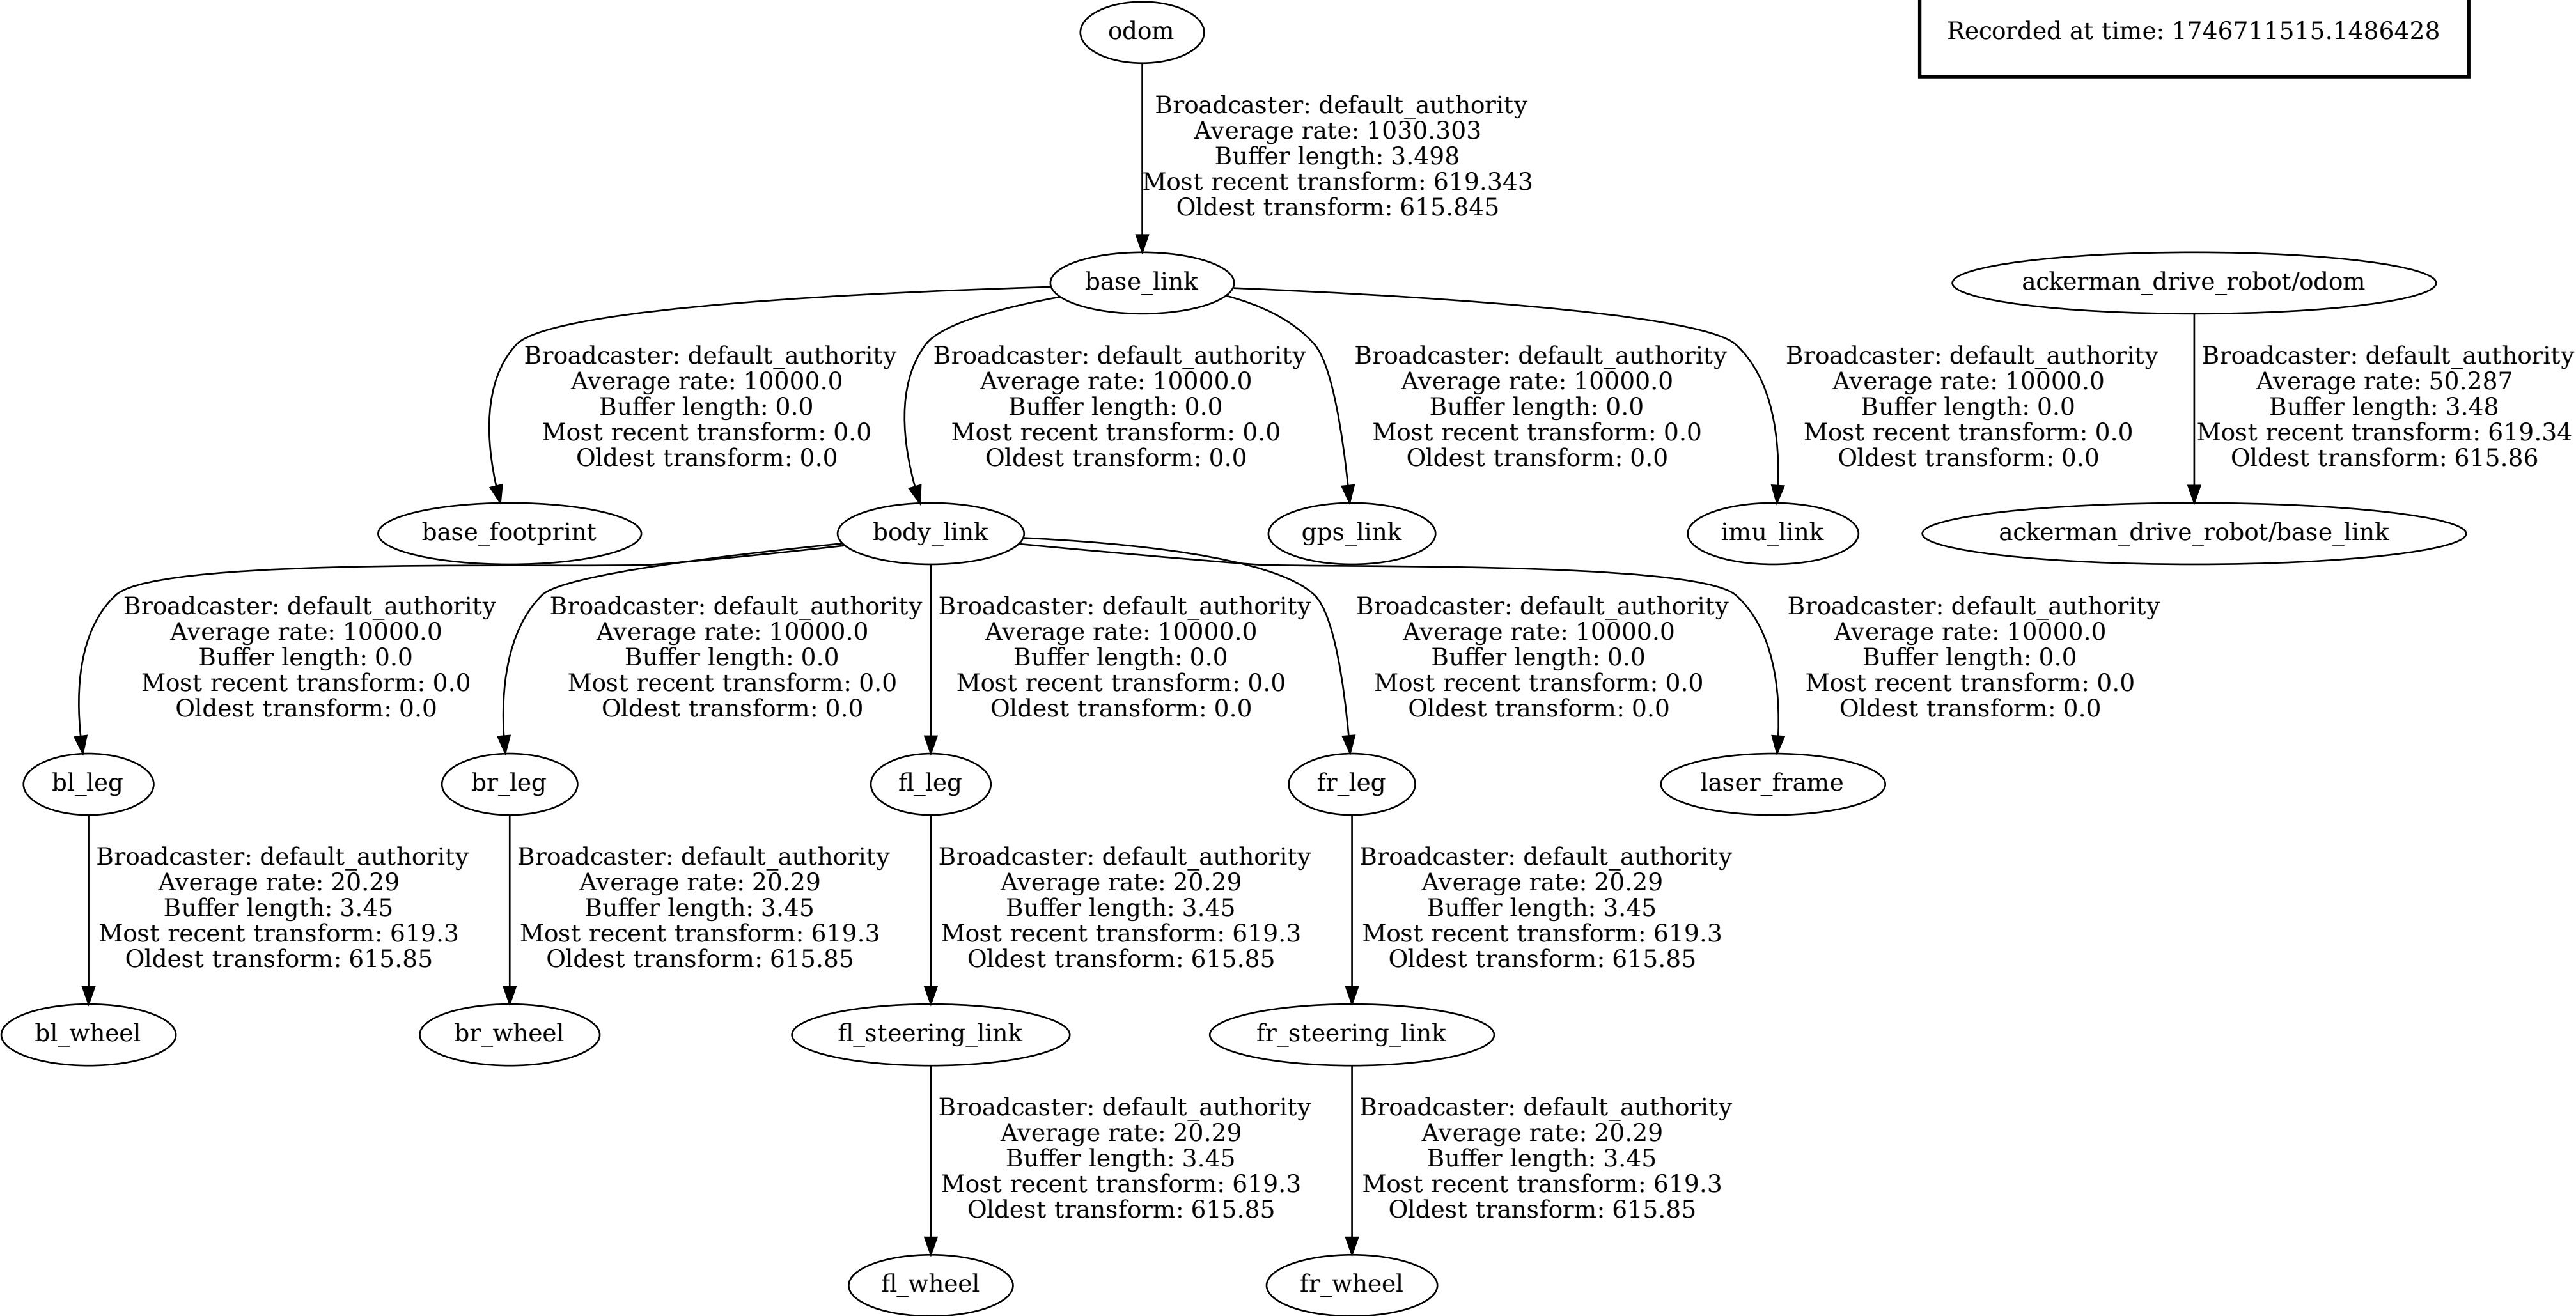 odom
Recorded at time: 1746711515.1486428
Broadcaster: default_authority
Average rate: 1030.303
Buffer length: 3.498
Most recent transform: 619.343
Oldest transform: 615.845
base_link
ackerman_drive_robot/odom
Broadcaster: default_authority
Average rate: 10000.0
Buffer length: 0.0
Most recent transform: 0.0
Oldest transform: 0.0
Broadcaster: default_authority
Average rate: 10000.0
Buffer length: 0.0
Most recent transform: 0.0
Oldest transform: 0.0
Broadcaster: default_authority
Average rate: 10000.0
Buffer length: 0.0
Most recent transform: 0.0
Oldest transform: 0.0
Broadcaster: default_authority
Average rate: 10000.0
Buffer length: 0.0
Most recent transform: 0.0
Oldest transform: 0.0
Broadcaster: default_authority
Average rate: 50.287
Buffer length: 3.48
Most recent transform: 619.34
Oldest transform: 615.86
base_footprint
body_link
gps_link
imu_link
ackerman_drive_robot/base_link
Broadcaster: default_authority
Average rate: 10000.0
Buffer length: 0.0
Most recent transform: 0.0
Oldest transform: 0.0
Broadcaster: default_authority
Average rate: 10000.0
Buffer length: 0.0
Most recent transform: 0.0
Oldest transform: 0.0
Broadcaster: default_authority
Average rate: 10000.0
Buffer length: 0.0
Most recent transform: 0.0
Oldest transform: 0.0
Broadcaster: default_authority
Average rate: 10000.0
Buffer length: 0.0
Most recent transform: 0.0
Oldest transform: 0.0
Broadcaster: default_authority
Average rate: 10000.0
Buffer length: 0.0
Most recent transform: 0.0
Oldest transform: 0.0
bl_leg
br_leg
fl_leg
fr_leg
laser_frame
Broadcaster: default_authority
Average rate: 20.29
Buffer length: 3.45
Most recent transform: 619.3
Oldest transform: 615.85
Broadcaster: default_authority
Average rate: 20.29
Buffer length: 3.45
Most recent transform: 619.3
Oldest transform: 615.85
Broadcaster: default_authority
Average rate: 20.29
Buffer length: 3.45
Most recent transform: 619.3
Oldest transform: 615.85
Broadcaster: default_authority
Average rate: 20.29
Buffer length: 3.45
Most recent transform: 619.3
Oldest transform: 615.85
bl_wheel
br_wheel
fl_steering_link
fr_steering_link
Broadcaster: default_authority
Average rate: 20.29
Buffer length: 3.45
Most recent transform: 619.3
Oldest transform: 615.85
Broadcaster: default_authority
Average rate: 20.29
Buffer length: 3.45
Most recent transform: 619.3
Oldest transform: 615.85
fl_wheel
fr_wheel